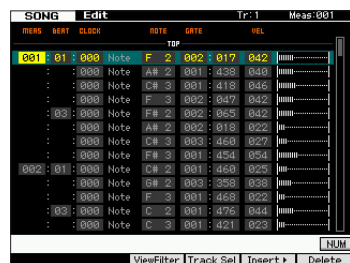 SONG Edit Tr:1 Meas:001
MEAS BEAT CLOCK NOTE GATE VEL
TOP
001 : 01 : 000 Note F 2 002 : 017 042
: : 000 Note A# 2 001 : 438 040
: : 000 Note C# 3 001 : 418 046
: : 000 Note F 3 002 : 047 042
: 03 : 000 Note F# 2 002 : 065 042
: : 000 Note A# 2 002 : 018 022
: : 000 Note C# 3 003 : 460 027
: : 000 Note F# 3 001 : 454 054
002 : 01 : 000 Note C# 2 001 : 460 025
: : 000 Note G# 2 003 : 358 038
: : 000 Note F 3 001 : 468 022
: 03 : 000 Note C 2 001 : 476 044
: : 000 Note C 3 001 : 421 023
NUM
ViewFilter Track Sel Insert Delete